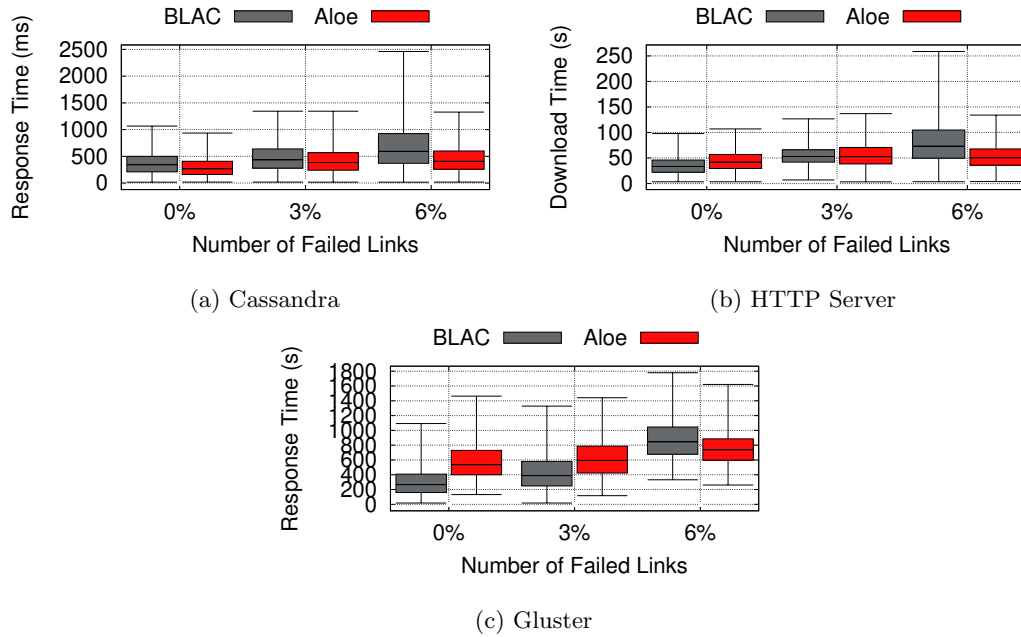 BLAC Aloe
Response Time (ms)
2500
2000
1500
1000
500
0
0% 3% 6%
Number of Failed Links
(a) Cassandra
BLAC Aloe
Download Time (s)
250
200
150
100
50
0
0% 3% 6%
Number of Failed Links
(b) HTTP Server
BLAC Aloe
Response Time (s)
1800
1600
1400
1200
1000
800
600
400
200
0
0% 3% 6%
Number of Failed Links
(c) Gluster